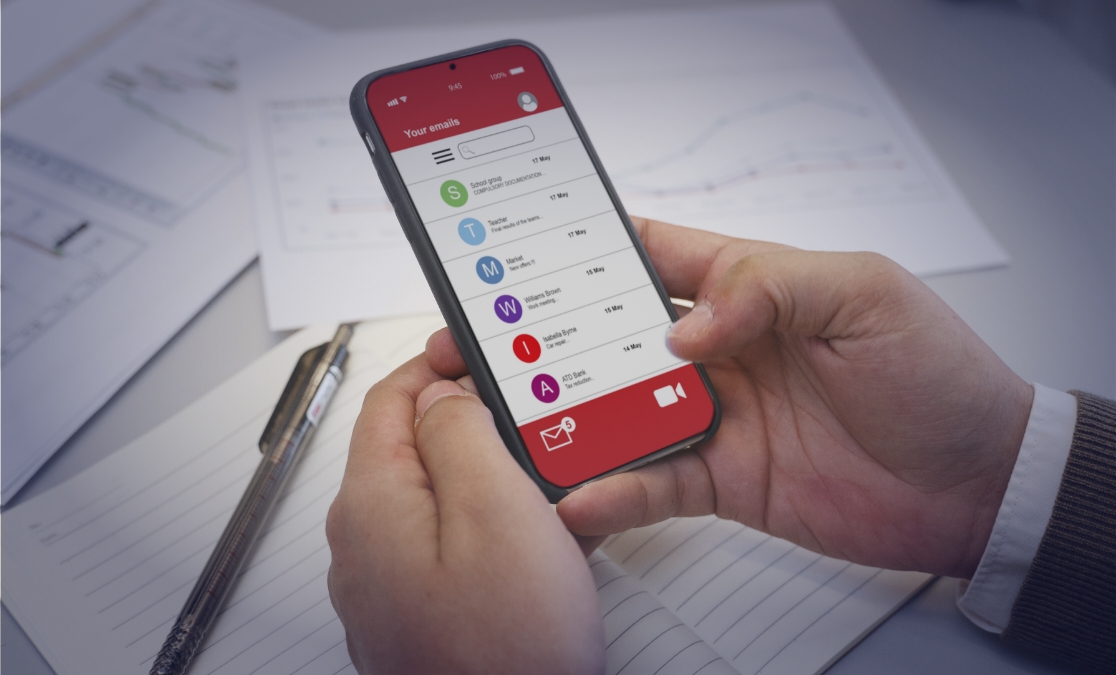 9:45
100%
Your emails
17 May
S
School group
COMPULSORY DOCUMENTATION...
17 May
T
Teacher
Final results of the teams...
17 May
M
Market
New offers !!!
15 May
W
Williams Brown
Work meeting...
15 May
I
Isabella Byrne
Car repair...
14 May
A
ATD Bank
Tax reduction...
5